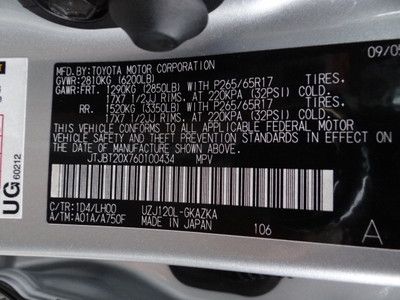 MFD. BY: TOYOTA MOTOR CORPORATION 09/05
GVWR: 2810KG (6200LB)
GAWR:FRT. 1290KG (2850LB) WITH P265/65R17 TIRES.
17X7 1/2JJ RIMS. AT 220KPA (32PSI) COLD.
RR. 1520KG (3350LB) WITH P265/65R17 TIRES.
17X7 1/2JJ RIMS. AT 220KPA (32PSI) COLD.
THIS VEHICLE CONFORMS TO ALL APPLICABLE FEDERAL MOTOR
VEHICLE SAFETY AND THEFT PREVENTION STANDARDS IN EFFECT ON
THE DATE OF MANUFACTURE SHOWN ABOVE.
JTJBT20X760100434 MPV
C/TR: 1D4/LH00 UZJ120L-GKAZKA
A/TM: A01A/A750F MADE IN JAPAN 106 A
UG
60212